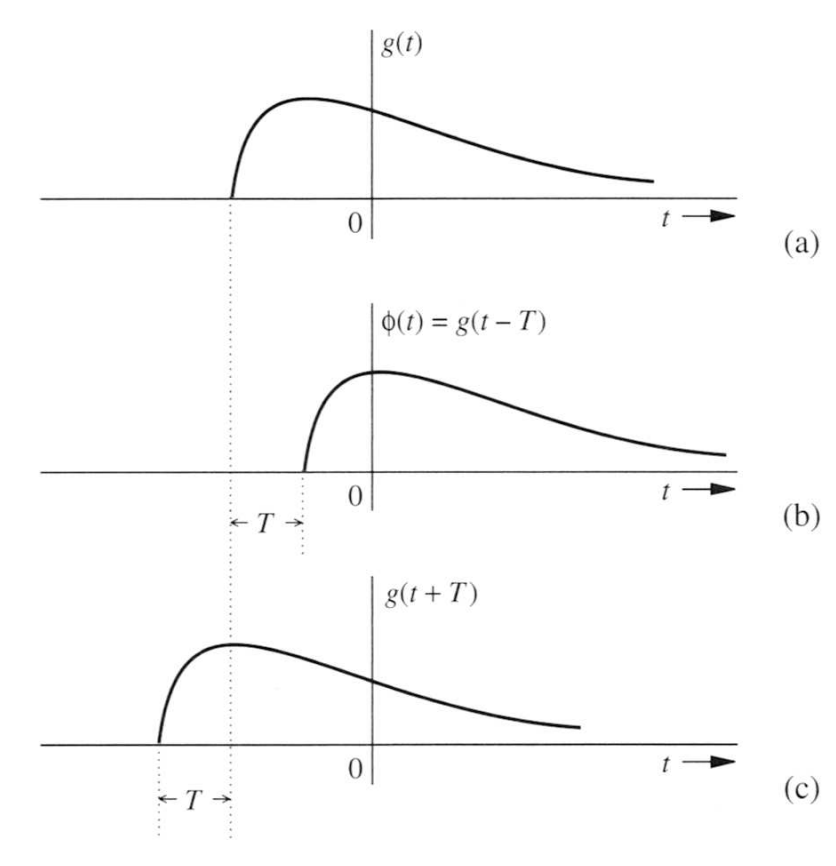 g(t)
0
t
(a)
ϕ(t) = g(t − T)
0
t
(b)
T
g(t + T)
0
t
(c)
T